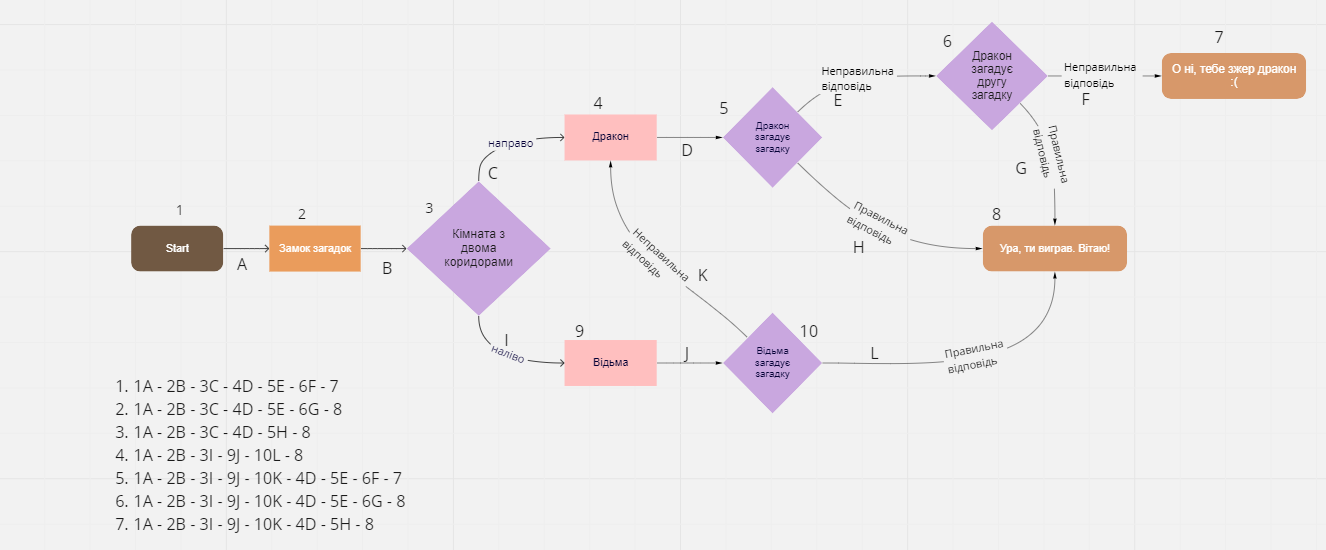 1
Start
A
2
Замок загадок
B
3
Кімната з
двома
коридорами
направо
C
4
Дракон
D
5
Дракон
загадує
загадку
Неправильна
відповідь
E
6
Дракон
загадує
другу
загадку
Неправильна
відповідь
F
7
О ні, тебе зжер дракон
:(
Правильна
відповідь
G
Правильна
відповідь
H
8
Ура, ти виграв. Вітаю!
I
наліво
9
Відьма
J
10
Відьма
загадує
загадку
Неправильна
відповідь
K
L
Правильна
відповідь
1. 1A - 2B - 3C - 4D - 5E - 6F - 7
2. 1A - 2B - 3C - 4D - 5E - 6G - 8
3. 1A - 2B - 3C - 4D - 5H - 8
4. 1A - 2B - 3I - 9J - 10L - 8
5. 1A - 2B - 3I - 9J - 10K - 4D - 5E - 6F - 7
6. 1A - 2B - 3I - 9J - 10K - 4D - 5E - 6G - 8
7. 1A - 2B - 3I - 9J - 10K - 4D - 5H - 8